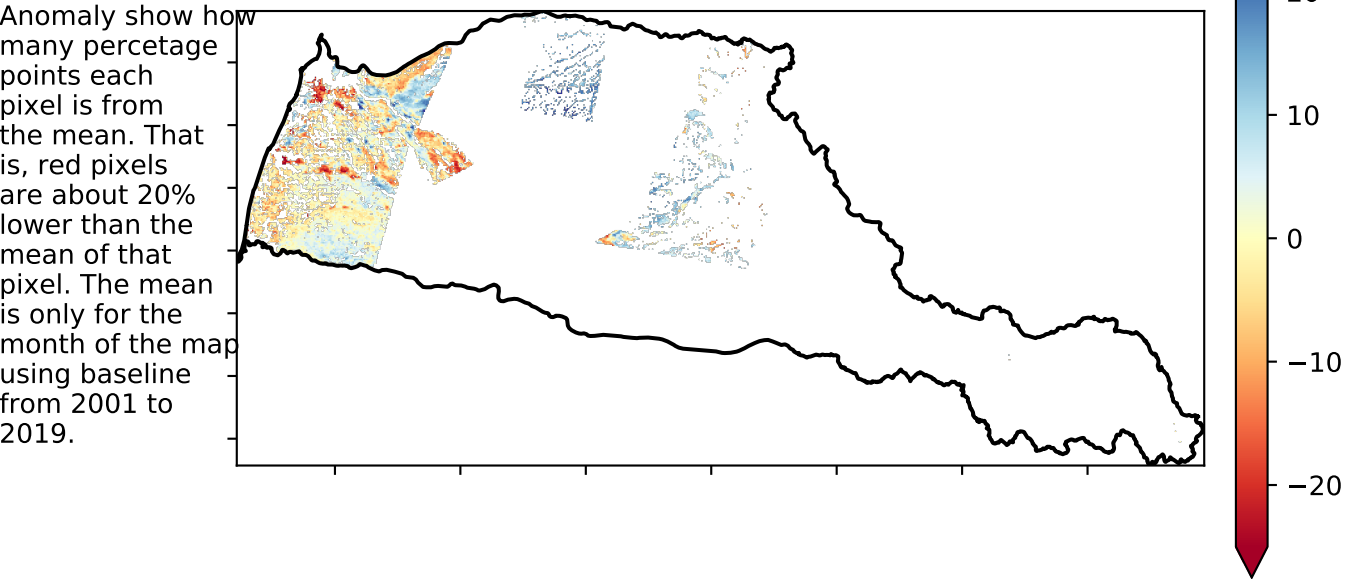 Anomaly show how
many percetage
points each
pixel is from
the mean. That
is, red pixels
are about 20%
lower than the
mean of that
pixel. The mean
is only for the
month of the map
using baseline
from 2001 to
2019.
10
0
−10
−20